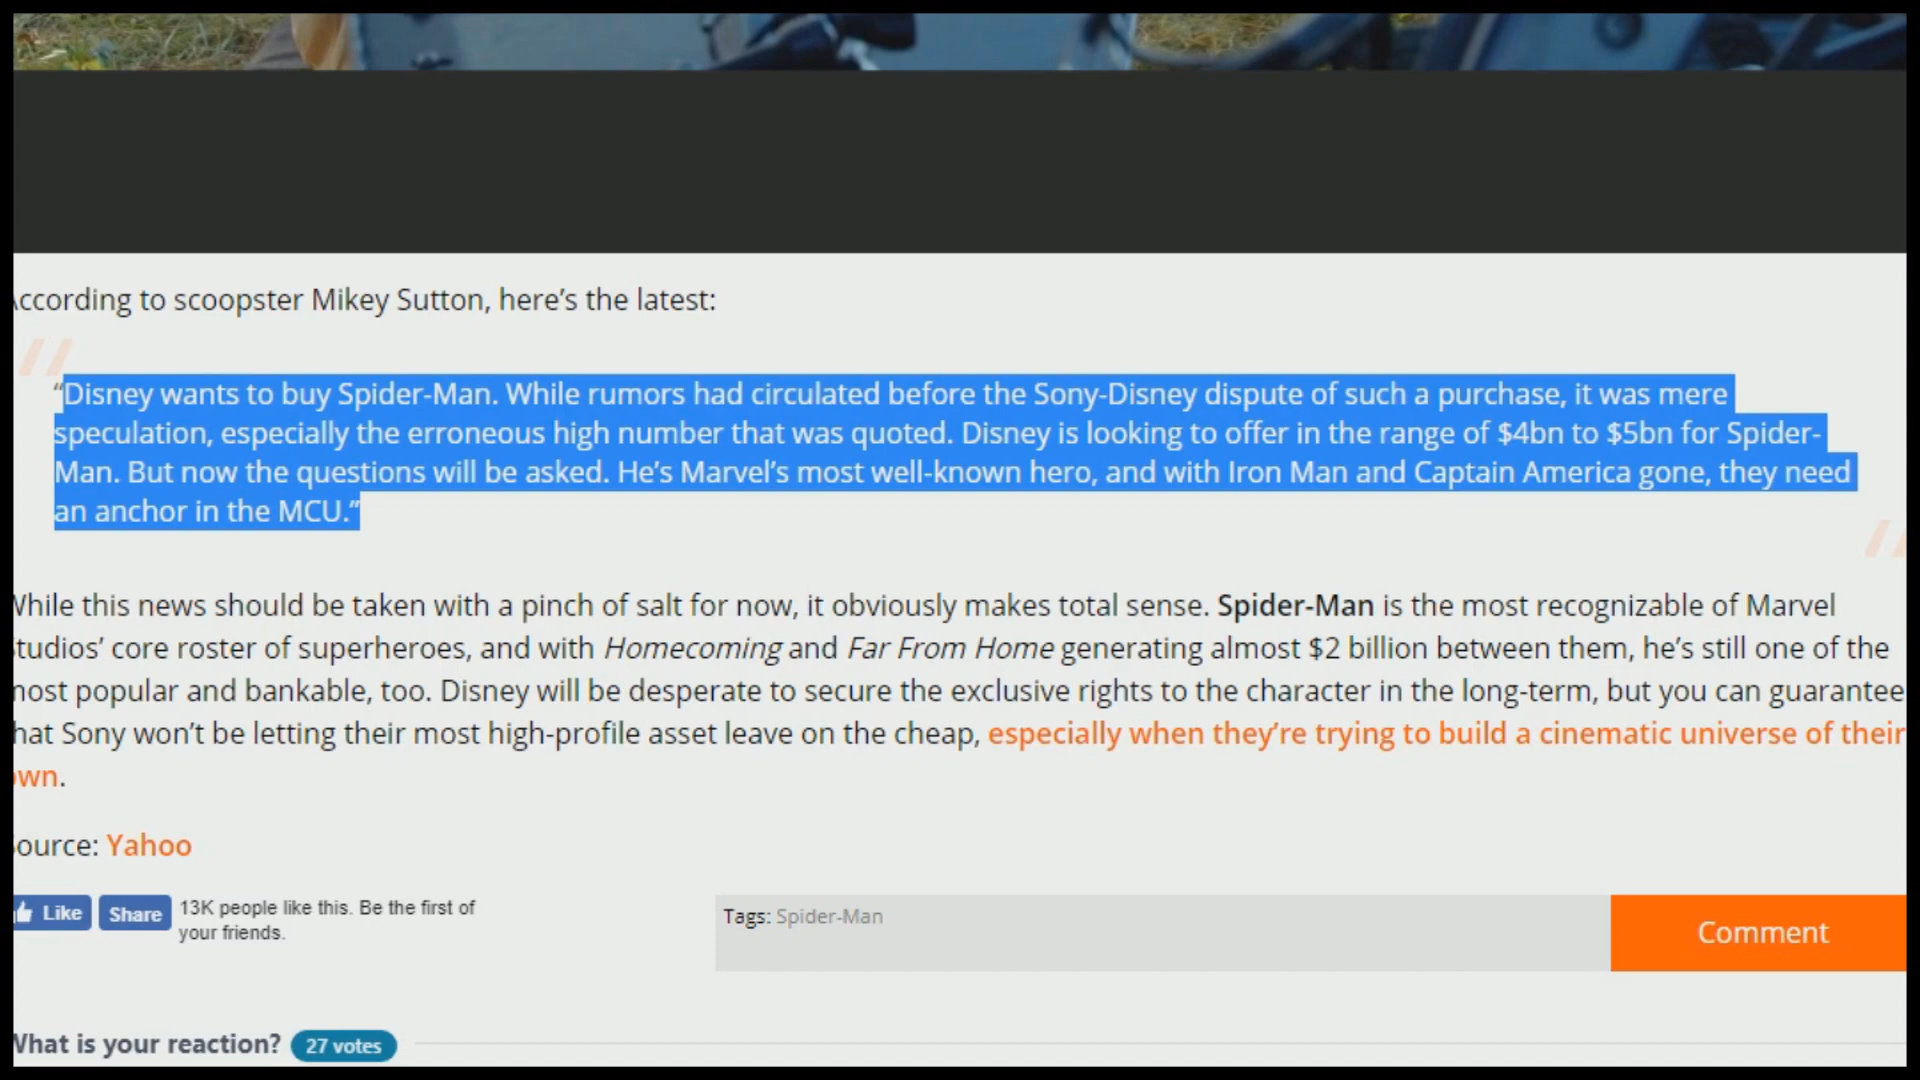 According to scoopster Mikey Sutton, here's the latest:
“Disney wants to buy Spider-Man. While rumors had circulated before the Sony-Disney dispute of such a purchase, it was mere
speculation, especially the erroneous high number that was quoted. Disney is looking to offer in the range of $4bn to $5bn for Spider-
Man. But now the questions will be asked. He's Marvel's most well-known hero, and with Iron Man and Captain America gone, they need
an anchor in the MCU.”
While this news should be taken with a pinch of salt for now, it obviously makes total sense. Spider-Man is the most recognizable of Marvel
Studios' core roster of superheroes, and with Homecoming and Far From Home generating almost $2 billion between them, he's still one of the
most popular and bankable, too. Disney will be desperate to secure the exclusive rights to the character in the long-term, but you can guarantee
that Sony won't be letting their most high-profile asset leave on the cheap, especially when they're trying to build a cinematic universe of their
own.
Source: Yahoo
Like Share 13K people like this. Be the first of
your friends.
Tags: Spider-Man
Comment
What is your reaction? 27 votes